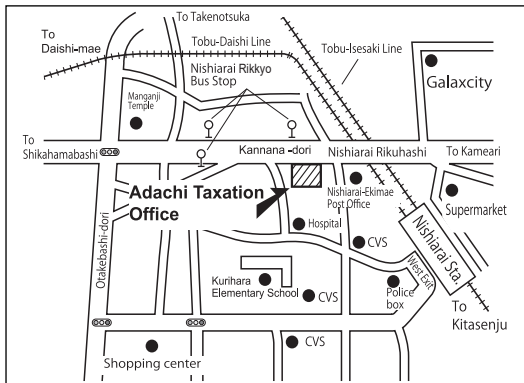 To Takenotsuka
To
Daishi-mae
Tobu-Daishi Line
Tobu-Isesaki Line
Nishiarai Rikkyo
Bus Stop
Galaxcity
Manganji
Temple
To
Shikahamabashi
Kannana -dori
Nishiarai Rikuhashi
To Kameari
Adachi Taxation
Office
Nishiarai-Ekimae
Post Office
Supermarket
Otakebashi-dori
Hospital
CVS
Nishiarai Sta.
West Exit
Kurihara
Elementary School
CVS
Police
box
To
Kitasenju
CVS
Shopping center